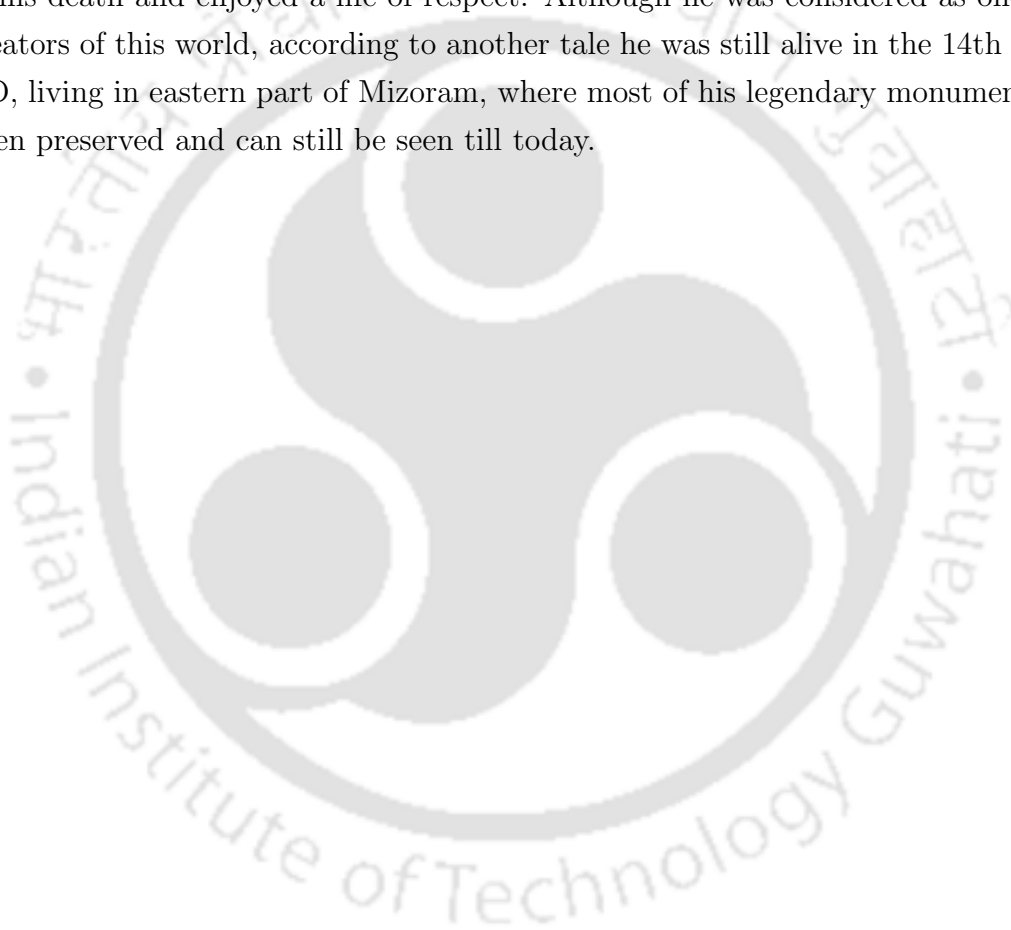 his death and enjoyed a life of respect. Although he was considered as
eators of this world, according to another tale he was still alive in the 14th
living in eastern part of Mizoram, where most of his legendary
en preserved and can still be seen till today.
Indian Institute of Technology Guwahati